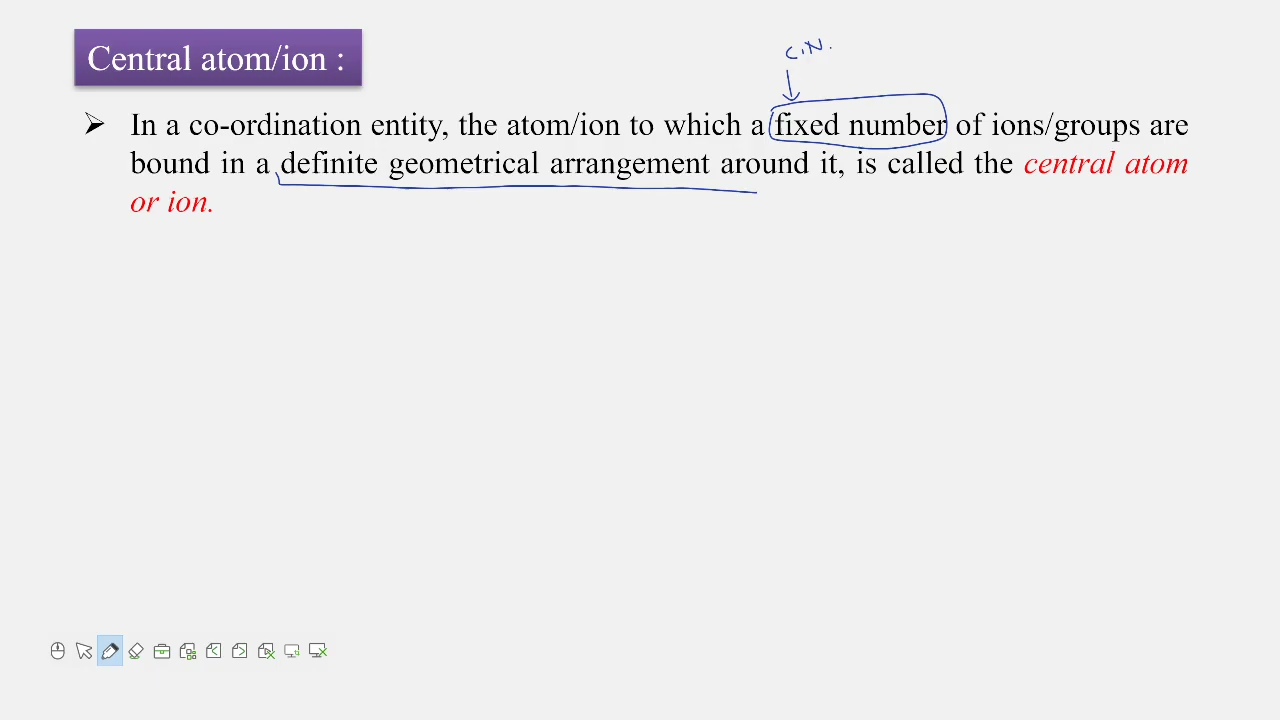 Central atom/ion :
C.N.
➢ In a co-ordination entity, the atom/ion to which a fixed number of ions/groups are
bound in a definite geometrical arrangement around it, is called the central atom
or ion.